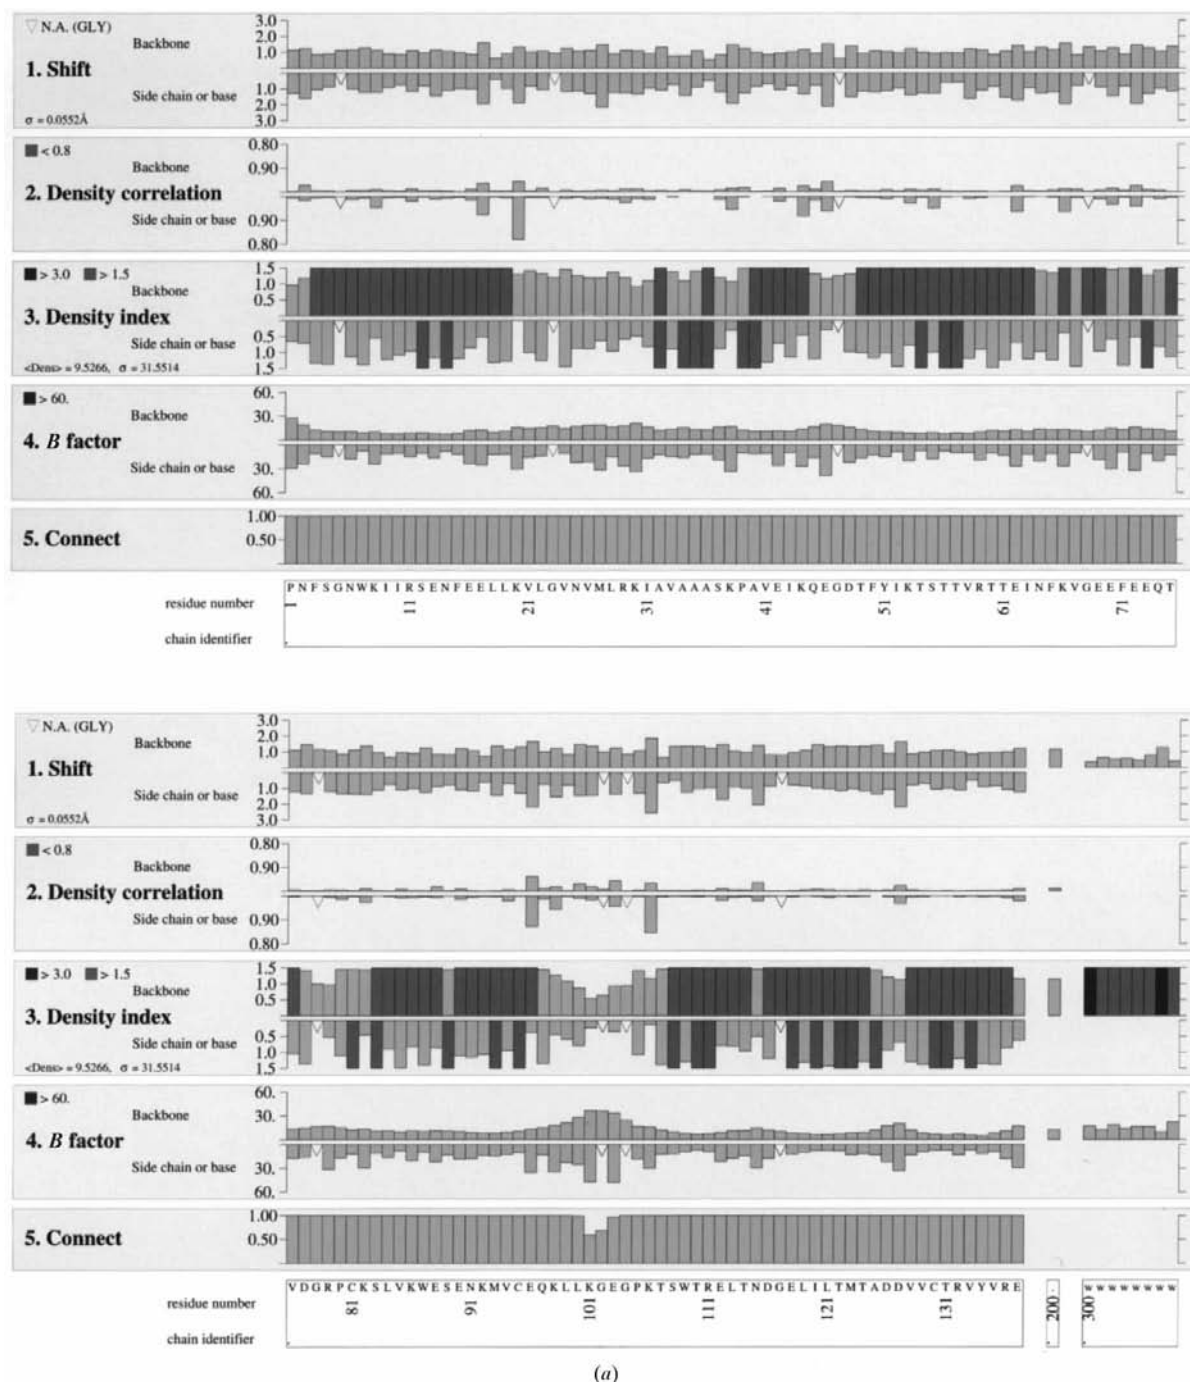 ▽ N.A. (GLY)
Backbone
1. Shift
Side chain or base
σ = 0.0552Å
3.0
2.0
1.0
1.0
2.0
3.0
< 0.8
Backbone
2. Density correlation
Side chain or base
0.80
0.90
0.90
0.80
> 3.0 > 1.5
Backbone
3. Density index
Side chain or base
<Dens> = 9.5266, σ = 31.5514
1.5
1.0
0.5
0.5
1.0
1.5
> 60.
Backbone
4. B factor
Side chain or base
60.
30.
30.
60.
5. Connect
1.00
0.50
P N F S G N W K I I R S E N F E E L L K V L G V N V M L R K I A V A A A S K P A V E I K Q E G D T F Y I K T S T T V R T T E I N F K V G E E F E E Q T
residue number 1 11 21 31 41 51 61 71
chain identifier
▽ N.A. (GLY)
Backbone
1. Shift
Side chain or base
σ = 0.0552Å
3.0
2.0
1.0
1.0
2.0
3.0
< 0.8
Backbone
2. Density correlation
Side chain or base
0.80
0.90
0.90
0.80
> 3.0 > 1.5
Backbone
3. Density index
Side chain or base
<Dens> = 9.5266, σ = 31.5514
1.5
1.0
0.5
0.5
1.0
1.5
> 60.
Backbone
4. B factor
Side chain or base
60.
30.
30.
60.
5. Connect
1.00
0.50
V D G R P C K S L V K W E S E N K M V C E Q K L L K G E G P K T S W T R E L T N D G E L I L T M T A D D V V C T R V Y V R E w w w w w w w w
residue number 81 91 101 111 121 131 200 300
chain identifier
(a)